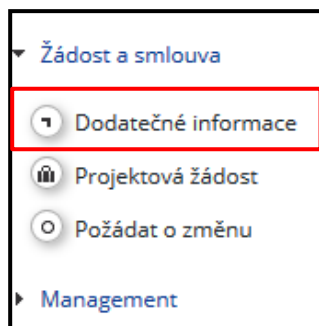 Žádost a smlouva
Dodatečné informace
Projektová žádost
Požádat o změnu
Management